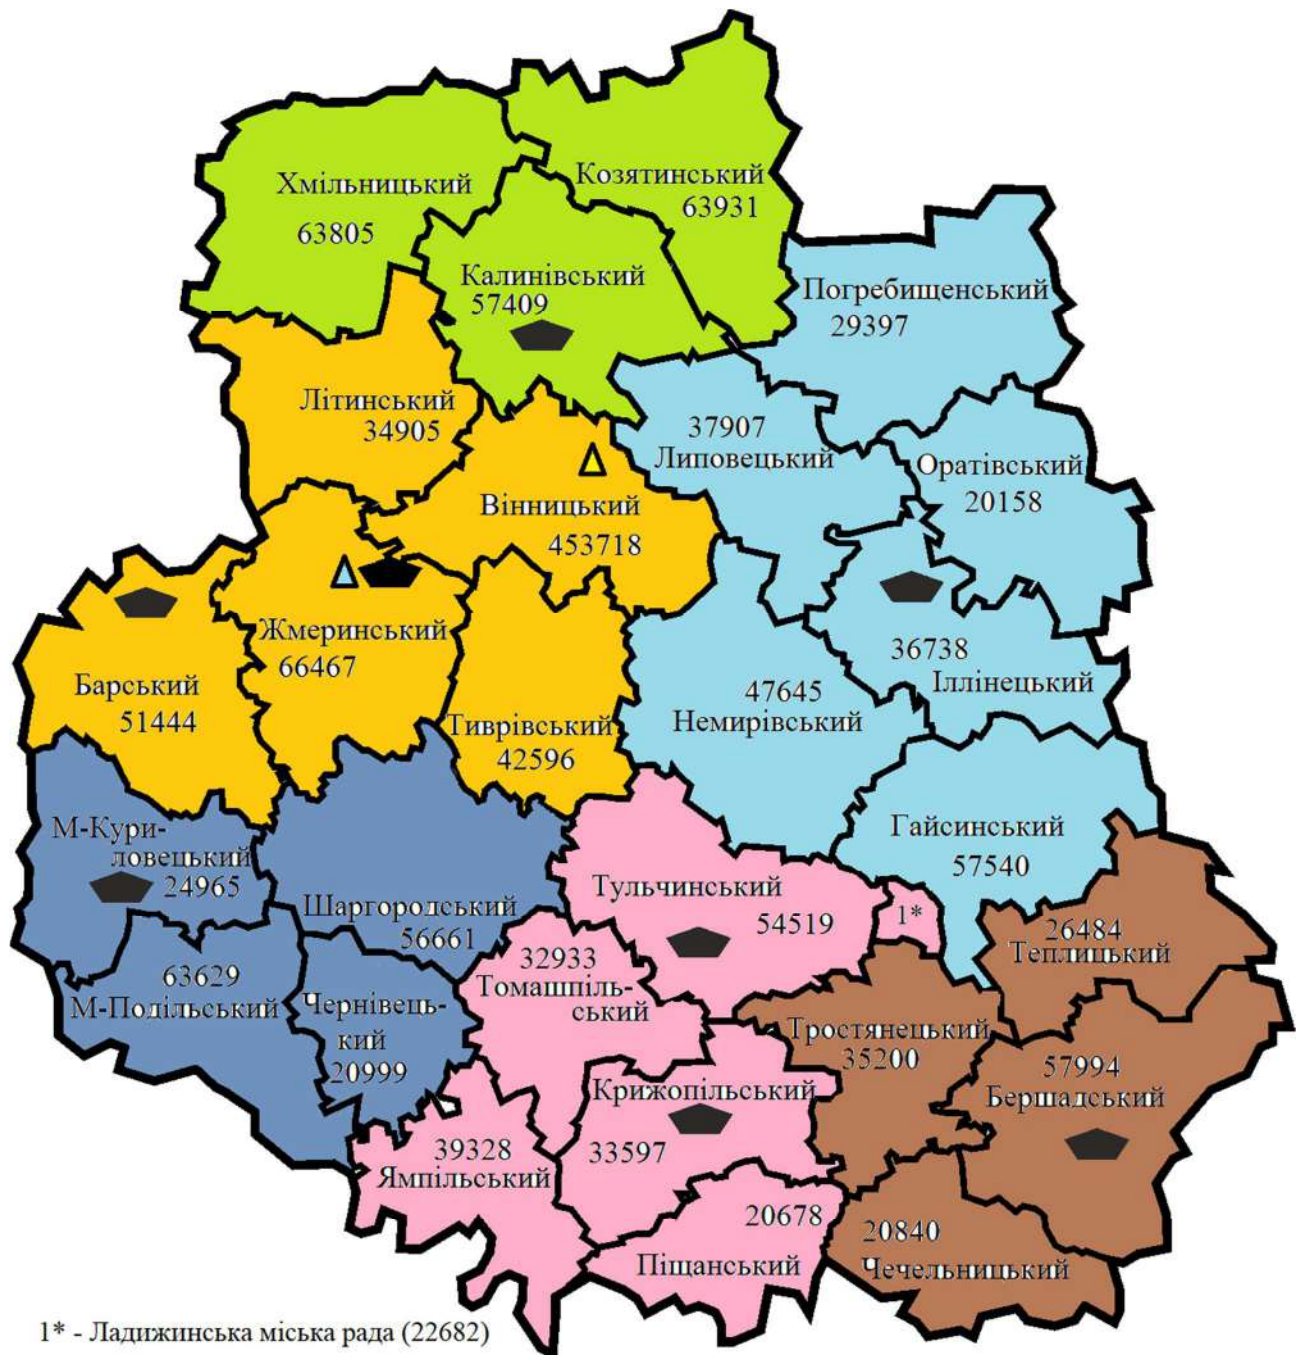 Хмільницький
63805
Козятинський
63931
Калинівський
57409
Погребищенський
29397
Літинський
34905
37907
Липовецький
Оратівський
20158
Вінницький
453718
Жмеринський
66467
36738
Іллінецький
Барський
51444
47645
Немирівський
Тиврівський
42596
М-Кури-
ловецький
24965
Гайсинський
57540
Тульчинський
54519
1*
Шаргородський
56661
26484
Теплицький
32933
Томашпіль-
ський
63629
М-Подільський
Чернівець-
кий
20999
Тростянецький
35200
57994
Бершадський
Крижопільський
33597
39328
Ямпільський
20678
Піщанський
20840
Чечельницький
1* - Ладижинська міська рада (22682)